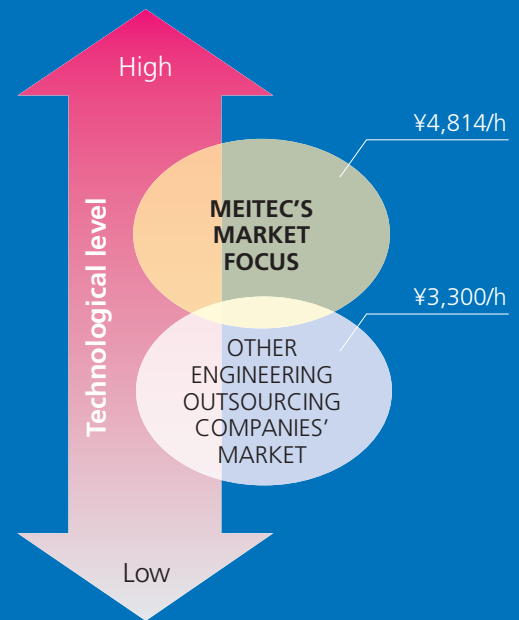 High
¥4,814/h
MEITEC’S
MARKET
FOCUS
Technological level
¥3,300/h
OTHER
ENGINEERING
OUTSOURCING
COMPANIES’
MARKET
Low